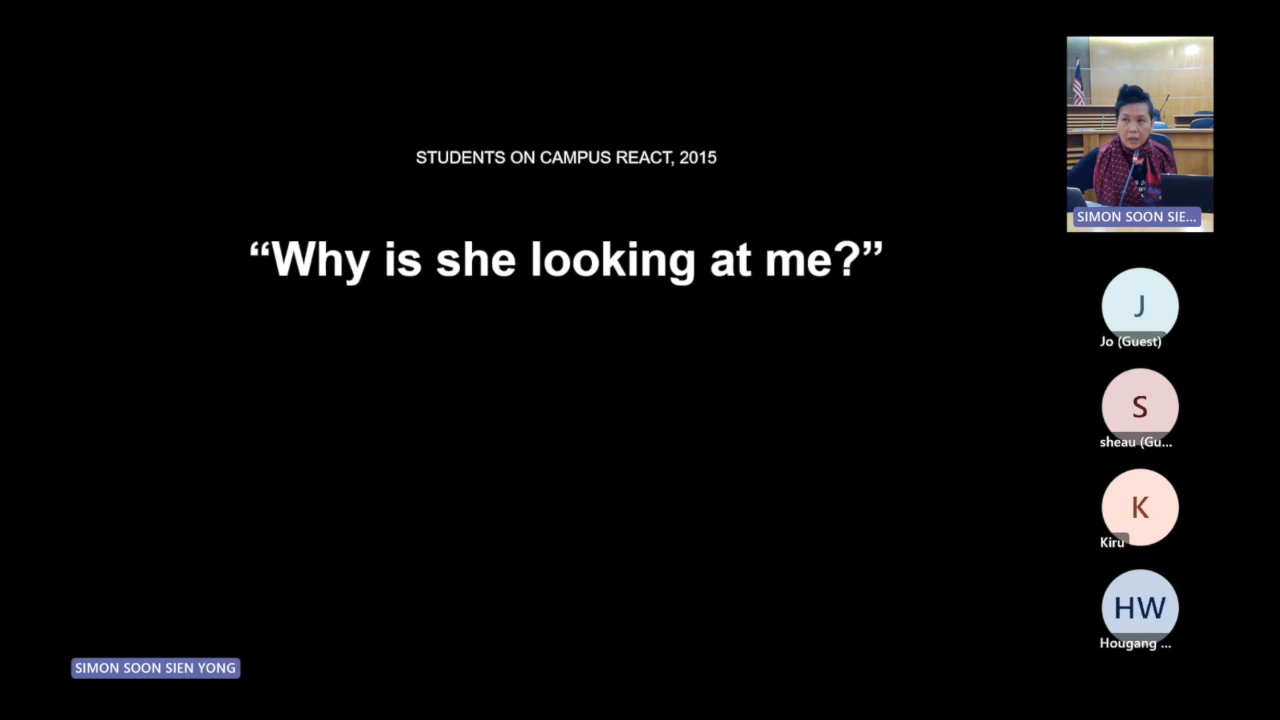 STUDENTS ON CAMPUS REACT, 2015
“Why is she looking at me?”
SIMON SOON SIE...
J
Jo (Guest)
S
sheau (Gu...
K
Kiru
HW
Hougang ...
SIMON SOON SIEN YONG